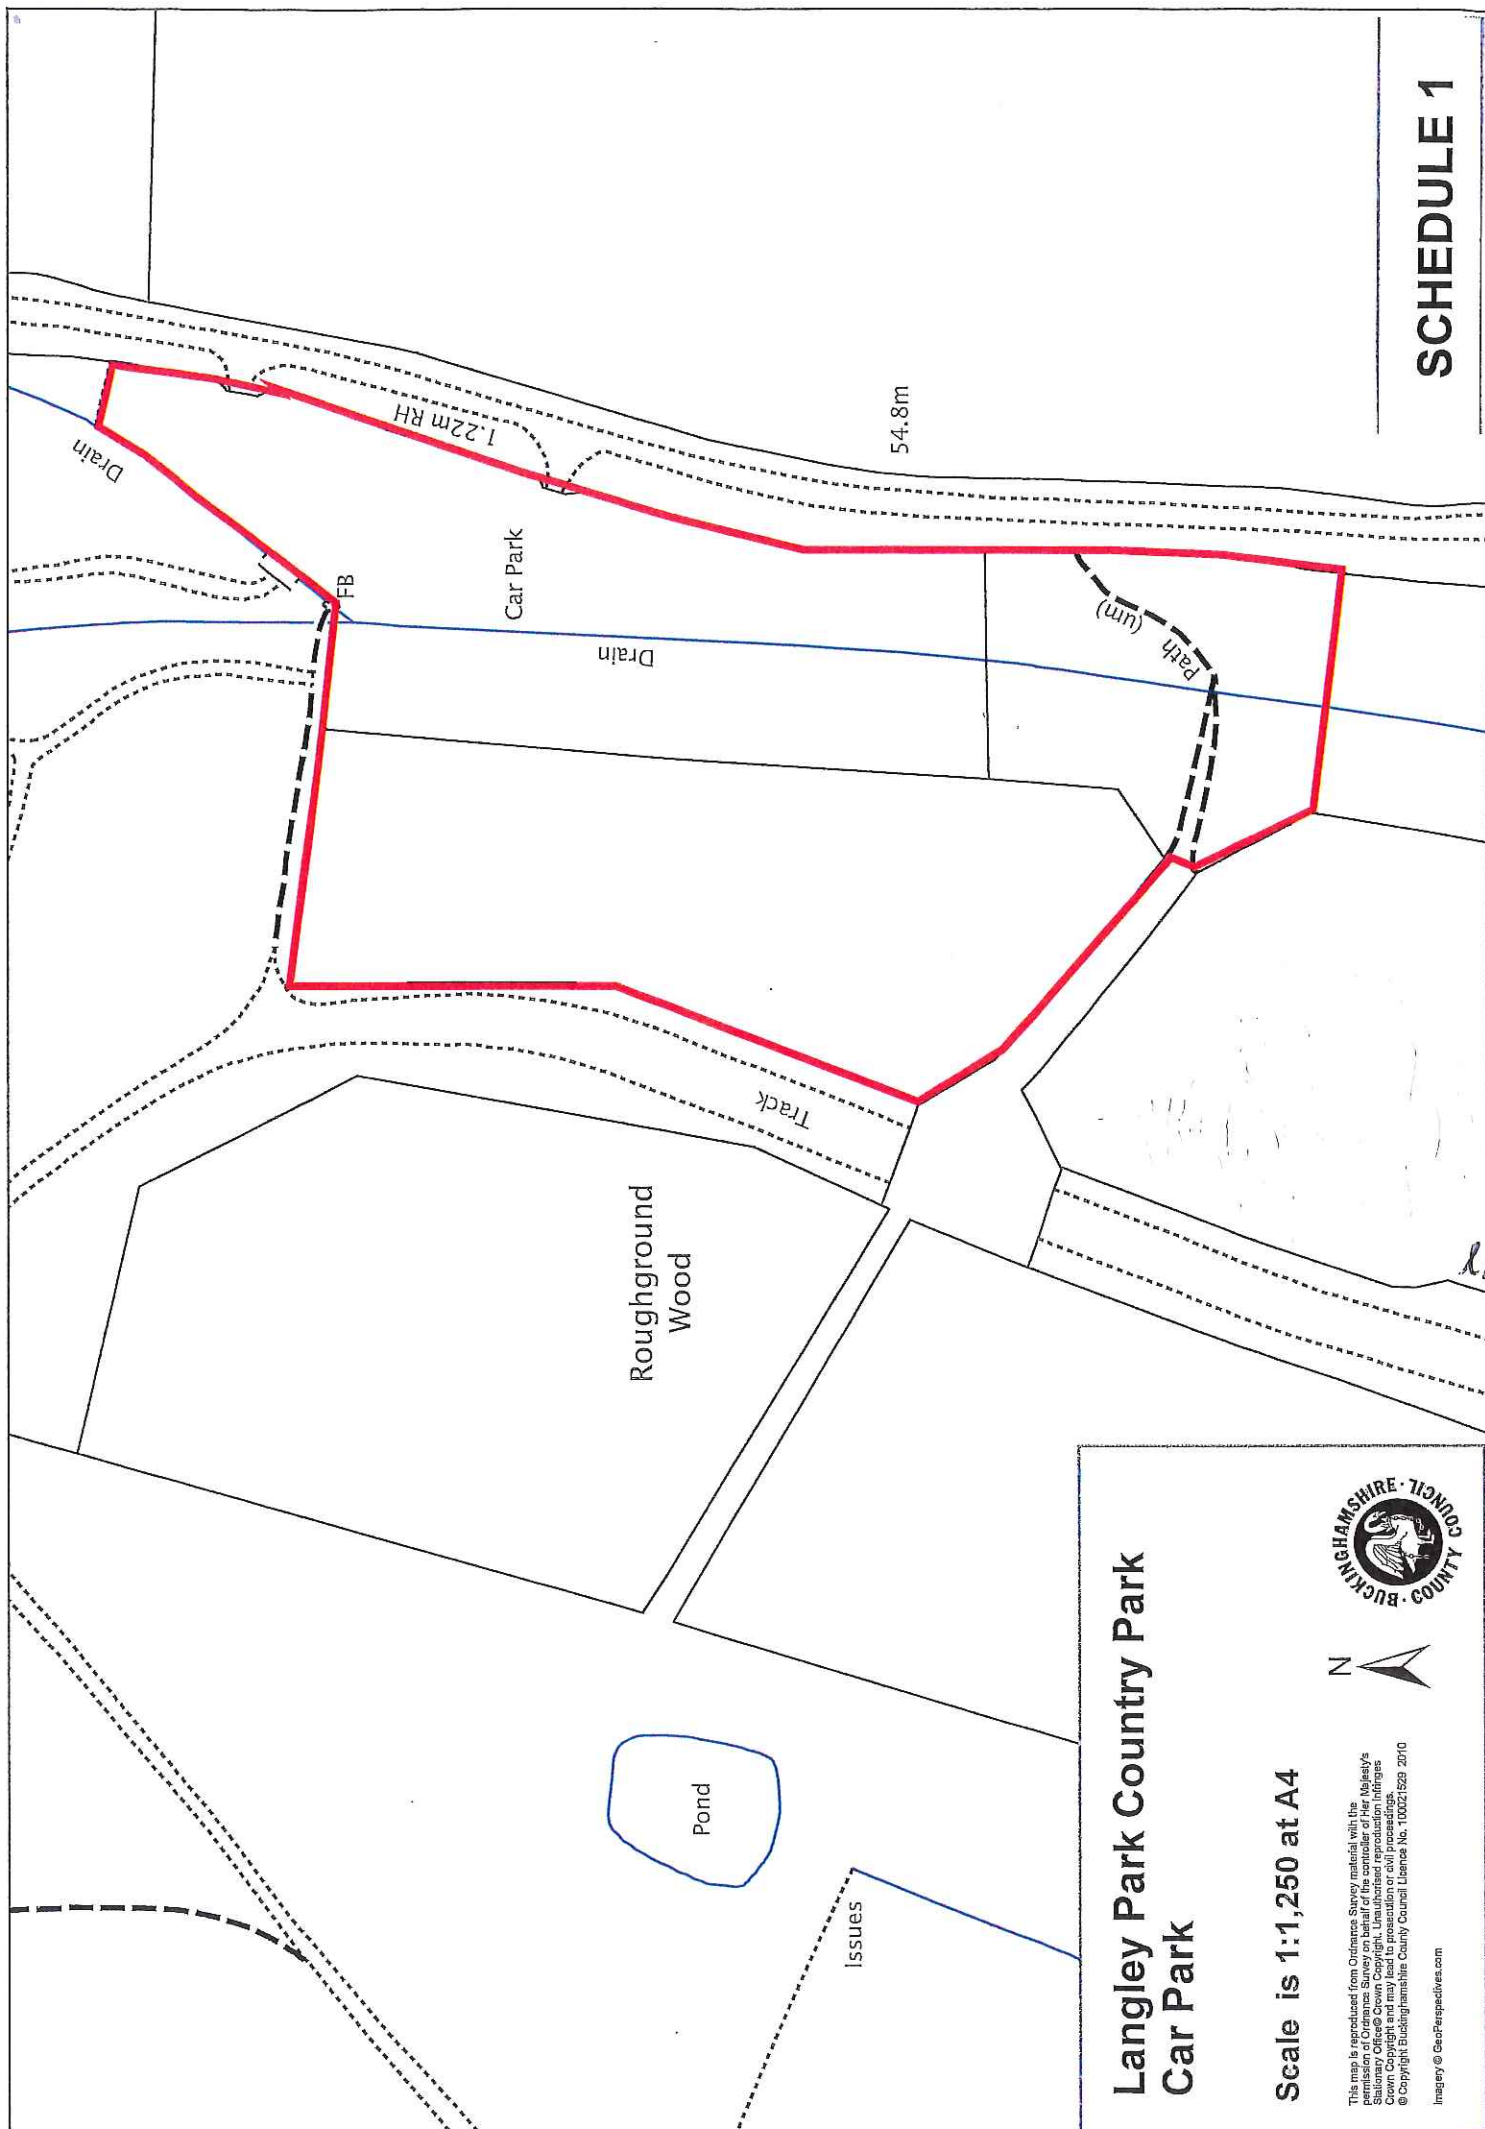 SCHEDULE 1
Drain
FB
1.22m RH
Car Park
Drain
54.8m
Path
(um)
Track
Roughground
Wood
Pond
Issues
Langley Park Country Park
Car Park
Scale is 1:1,250 at A4
N
BUCKINGHAMSHIRE · COUNTY COUNCIL ·
This map is reproduced from Ordnance Survey material with the
permission of Ordnance Survey on behalf of the controller of Her Majesty's
Stationary Office© Crown Copyright. Unauthorised reproduction infringes
Crown Copyright and may lead to prosecution or civil proceedings.
© Copyright Buckinghamshire County Council Licence No. 100021529 2010
Imagery © GeoPerspectives.com